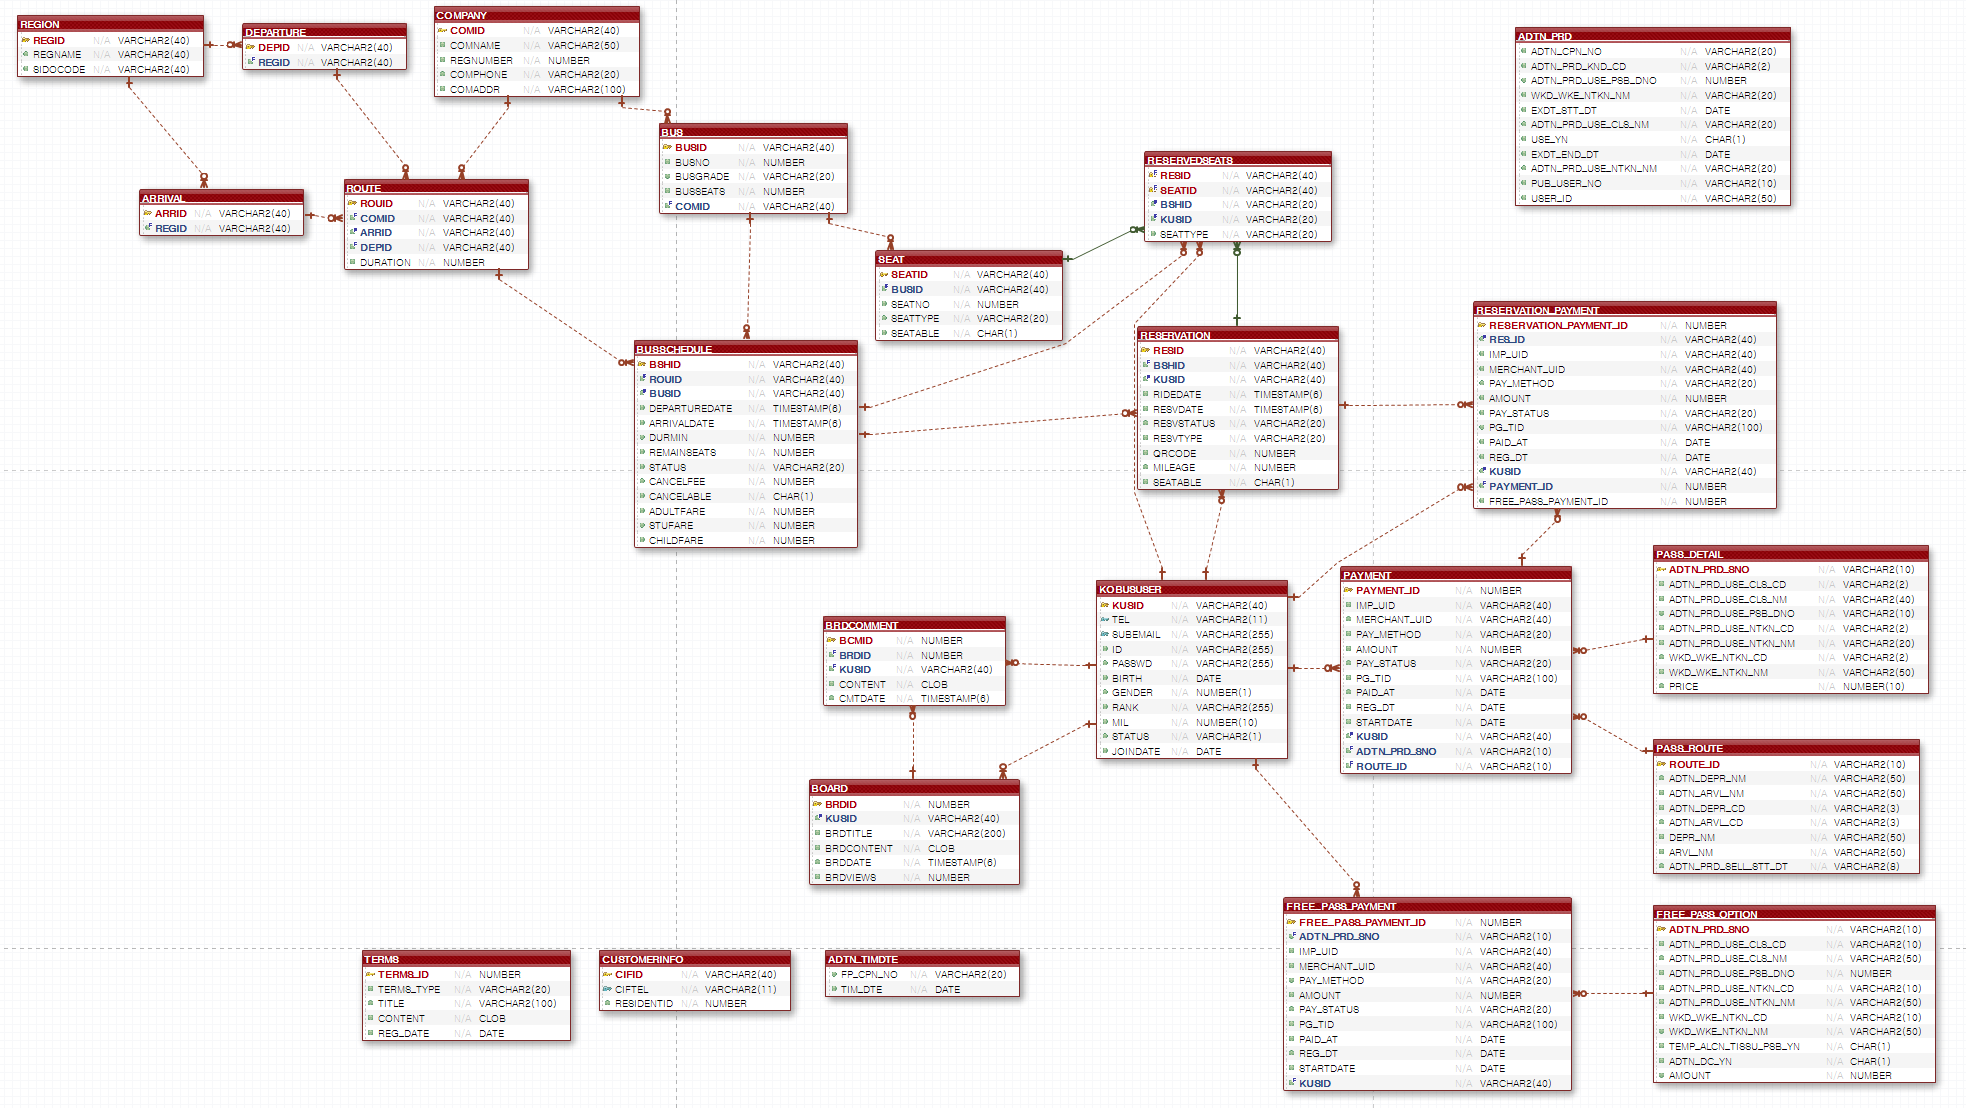 REGION
REGID N/A VARCHAR2(40)
REGNAME N/A VARCHAR2(40)
SIDOCODE N/A VARCHAR2(40)
DEPARTURE
DEPID N/A VARCHAR2(40)
REGID N/A VARCHAR2(40)
COMPANY
COMID N/A VARCHAR2(40)
COMNAME N/A VARCHAR2(50)
REGNUMBER N/A NUMBER
COMPHONE N/A VARCHAR2(20)
COMADDR N/A VARCHAR2(100)
ADTN_PRD
ADTN_CPN_NO N/A VARCHAR2(20)
ADTN_PRD_KND_CD N/A VARCHAR2(2)
ADTN_PRD_USE_PSB_DNO N/A NUMBER
WKD_WKE_NTKN_NM N/A VARCHAR2(20)
EXDT_STT_DT N/A DATE
ADTN_PRD_USE_CLS_NM N/A VARCHAR2(20)
USE_YN N/A CHAR(1)
EXDT_END_DT N/A DATE
ADTN_PRD_USE_NTKN_NM N/A VARCHAR2(20)
PUB_USER_NO N/A VARCHAR2(10)
USER_ID N/A VARCHAR2(50)
BUS
BUSID N/A VARCHAR2(40)
BUSNO N/A NUMBER
BUSGRADE N/A VARCHAR2(20)
BUSSEATS N/A NUMBER
COMID N/A VARCHAR2(40)
RESERVEDSEATS
RESID N/A VARCHAR2(40)
SEATID N/A VARCHAR2(40)
BSHID N/A VARCHAR2(20)
KUSID N/A VARCHAR2(20)
SEATTYPE N/A VARCHAR2(20)
ARRIVAL
ARRID N/A VARCHAR2(40)
REGID N/A VARCHAR2(40)
ROUTE
ROUID N/A VARCHAR2(40)
COMID N/A VARCHAR2(40)
ARRID N/A VARCHAR2(40)
DEPID N/A VARCHAR2(40)
DURATION N/A NUMBER
SEAT
SEATID N/A VARCHAR2(40)
BUSID N/A VARCHAR2(40)
SEATNO N/A NUMBER
SEATTYPE N/A VARCHAR2(20)
SEATABLE N/A CHAR(1)
BUSSCHEDULE
BSHID N/A VARCHAR2(40)
ROUID N/A VARCHAR2(40)
BUSID N/A VARCHAR2(40)
DEPARTUREDATE N/A TIMESTAMP(6)
ARRIVALDATE N/A TIMESTAMP(6)
DURMIN N/A NUMBER
REMAINSEATS N/A NUMBER
STATUS N/A VARCHAR2(20)
CANCELFEE N/A NUMBER
CANCELABLE N/A CHAR(1)
ADULTFARE N/A NUMBER
STUFARE N/A NUMBER
CHILDFARE N/A NUMBER
RESERVATION
RESID N/A VARCHAR2(40)
BSHID N/A VARCHAR2(40)
KUSID N/A VARCHAR2(40)
RIDEDATE N/A TIMESTAMP(6)
RESVDATE N/A TIMESTAMP(6)
RESVSTATUS N/A VARCHAR2(20)
RESVTYPE N/A VARCHAR2(20)
QRCODE N/A NUMBER
MILEAGE N/A NUMBER
SEATABLE N/A CHAR(1)
RESERVATION_PAYMENT
RESERVATION_PAYMENT_ID N/A NUMBER
RES_ID N/A VARCHAR2(40)
IMP_UID N/A VARCHAR2(40)
MERCHANT_UID N/A VARCHAR2(40)
PAY_METHOD N/A VARCHAR2(20)
AMOUNT N/A NUMBER
PAY_STATUS N/A VARCHAR2(20)
PG_TID N/A VARCHAR2(100)
PAID_AT N/A DATE
REG_DT N/A DATE
KUSID N/A VARCHAR2(40)
PAYMENT_ID N/A NUMBER
FREE_PASS_PAYMENT_ID N/A NUMBER
KOBUSUSER
KUSID N/A VARCHAR2(40)
TEL N/A VARCHAR2(11)
SUBEMAIL N/A VARCHAR2(255)
ID N/A VARCHAR2(255)
PASSWD N/A VARCHAR2(255)
BIRTH N/A DATE
GENDER N/A NUMBER(1)
RANK N/A VARCHAR2(255)
MIL N/A NUMBER(10)
STATUS N/A VARCHAR2(1)
JOINDATE N/A DATE
PAYMENT
PAYMENT_ID N/A NUMBER
IMP_UID N/A VARCHAR2(40)
MERCHANT_UID N/A VARCHAR2(40)
PAY_METHOD N/A VARCHAR2(20)
AMOUNT N/A NUMBER
PAY_STATUS N/A VARCHAR2(20)
PG_TID N/A VARCHAR2(100)
PAID_AT N/A DATE
REG_DT N/A DATE
STARTDATE N/A DATE
KUSID N/A VARCHAR2(40)
ADTN_PRD_SNO N/A VARCHAR2(10)
ROUTE_ID N/A VARCHAR2(10)
PASS_DETAIL
ADTN_PRD_SNO N/A VARCHAR2(10)
ADTN_PRD_USE_CLS_CD N/A VARCHAR2(2)
ADTN_PRD_USE_CLS_NM N/A VARCHAR2(40)
ADTN_PRD_USE_PSB_DNO N/A VARCHAR2(10)
ADTN_PRD_USE_NTKN_CD N/A VARCHAR2(2)
ADTN_PRD_USE_NTKN_NM N/A VARCHAR2(20)
WKD_WKE_NTKN_CD N/A VARCHAR2(2)
WKD_WKE_NTKN_NM N/A VARCHAR2(50)
PRICE N/A NUMBER(10)
BRDCOMMENT
BCMID N/A NUMBER
BRDID N/A NUMBER
KUSID N/A VARCHAR2(40)
CONTENT N/A CLOB
CMTDATE N/A TIMESTAMP(6)
PASS_ROUTE
ROUTE_ID N/A VARCHAR2(10)
ADTN_DEPR_NM N/A VARCHAR2(50)
ADTN_ARVL_NM N/A VARCHAR2(50)
ADTN_DEPR_CD N/A VARCHAR2(3)
ADTN_ARVL_CD N/A VARCHAR2(3)
DEPR_NM N/A VARCHAR2(50)
ARVL_NM N/A VARCHAR2(50)
ADTN_PRD_SELL_STT_DT N/A VARCHAR2(8)
BOARD
BRDID N/A NUMBER
KUSID N/A VARCHAR2(40)
BRDTITLE N/A VARCHAR2(200)
BRDCONTENT N/A CLOB
BRDDATE N/A TIMESTAMP(6)
BRDVIEWS N/A NUMBER
FREE_PASS_PAYMENT
FREE_PASS_PAYMENT_ID N/A NUMBER
ADTN_PRD_SNO N/A VARCHAR2(10)
IMP_UID N/A VARCHAR2(40)
MERCHANT_UID N/A VARCHAR2(40)
PAY_METHOD N/A VARCHAR2(20)
AMOUNT N/A NUMBER
PAY_STATUS N/A VARCHAR2(20)
PG_TID N/A VARCHAR2(100)
PAID_AT N/A DATE
REG_DT N/A DATE
STARTDATE N/A DATE
KUSID N/A VARCHAR2(40)
FREE_PASS_OPTION
ADTN_PRD_SNO N/A VARCHAR2(10)
ADTN_PRD_USE_CLS_CD N/A VARCHAR2(10)
ADTN_PRD_USE_CLS_NM N/A VARCHAR2(50)
ADTN_PRD_USE_PSB_DNO N/A NUMBER
ADTN_PRD_USE_NTKN_CD N/A VARCHAR2(10)
ADTN_PRD_USE_NTKN_NM N/A VARCHAR2(50)
WKD_WKE_NTKN_CD N/A VARCHAR2(10)
WKD_WKE_NTKN_NM N/A VARCHAR2(50)
TEMP_ALCN_TISSU_PSB_YN N/A CHAR(1)
ADTN_DC_YN N/A CHAR(1)
AMOUNT N/A NUMBER
TERMS
TERMS_ID N/A NUMBER
TERMS_TYPE N/A VARCHAR2(20)
TITLE N/A VARCHAR2(100)
CONTENT N/A CLOB
REG_DATE N/A DATE
CUSTOMERINFO
CIFID N/A VARCHAR2(40)
CIFTEL N/A VARCHAR2(11)
RESIDENTID N/A NUMBER
ADTN_TIMDTE
FP_CPN_NO N/A VARCHAR2(20)
TIM_DTE N/A DATE